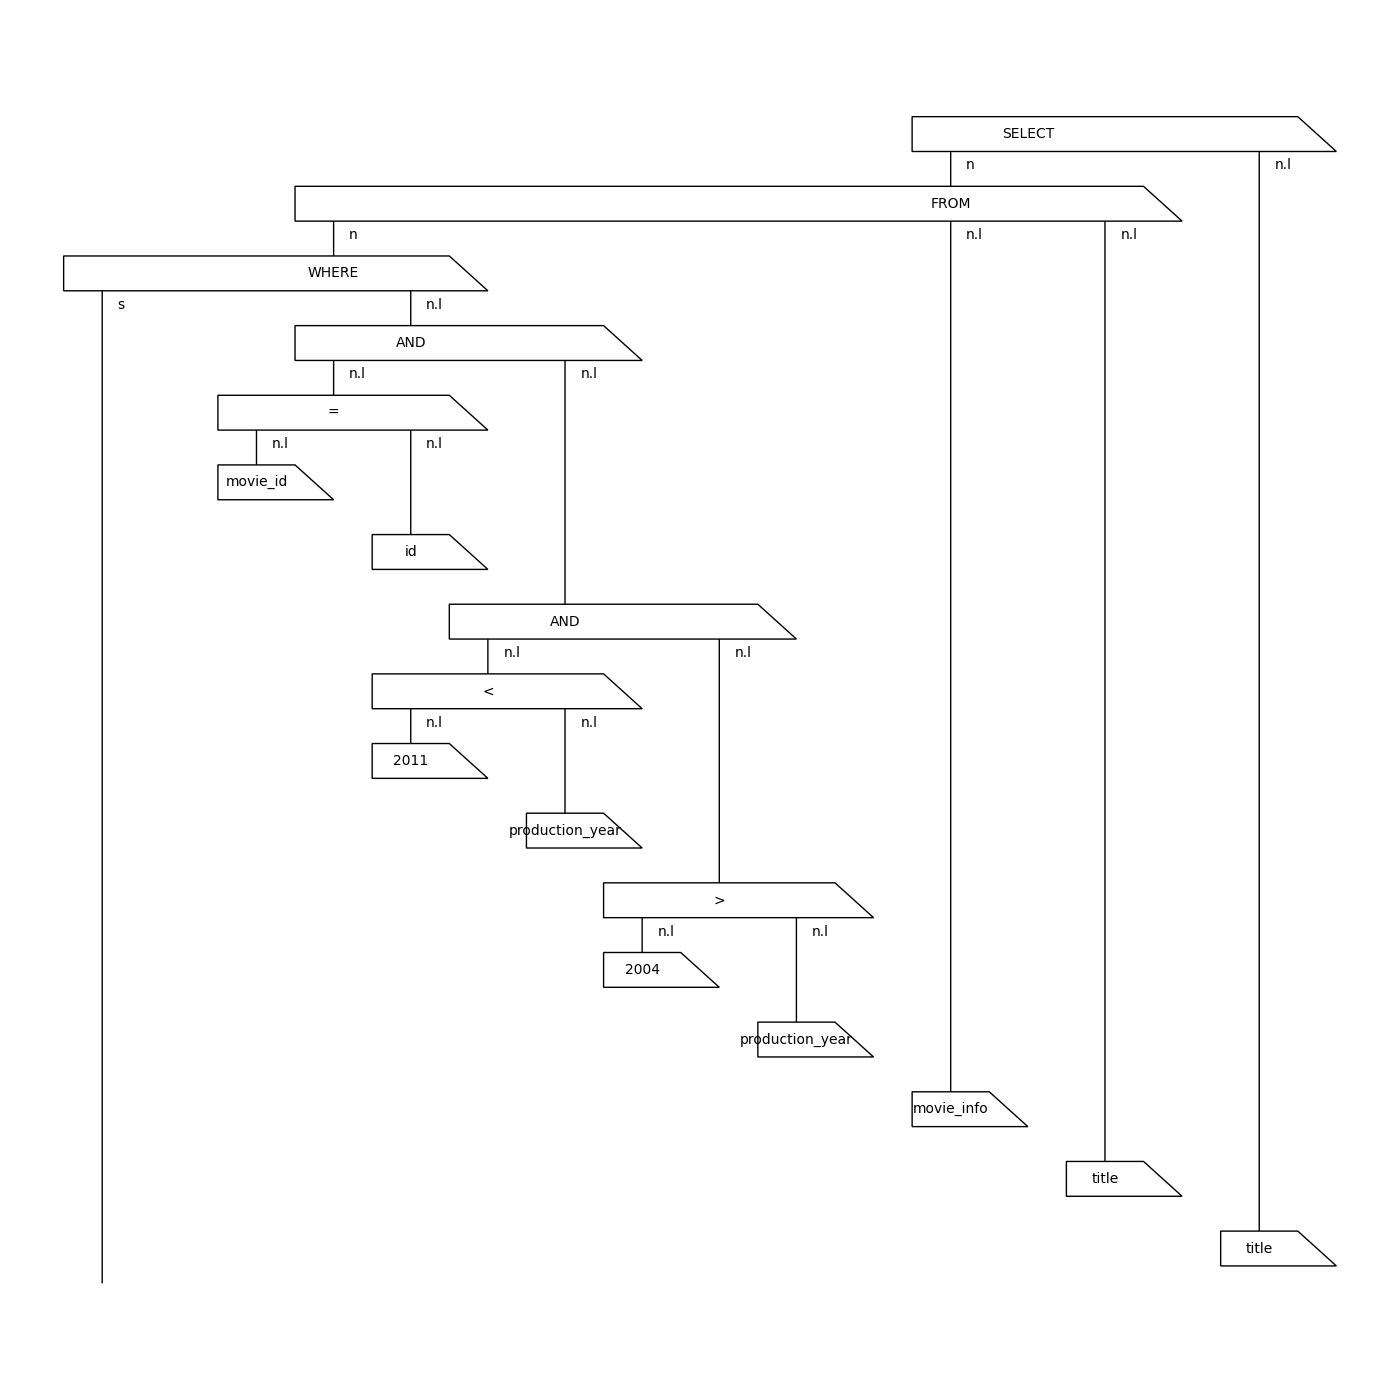 SELECT
n n.l
FROM
n n.l n.l
WHERE
s n.l
AND
n.l n.l
=
n.l n.l
movie_id
id
AND
n.l n.l
<
n.l n.l
2011
production_year
>
n.l n.l
2004
production_year
movie_info
title
title